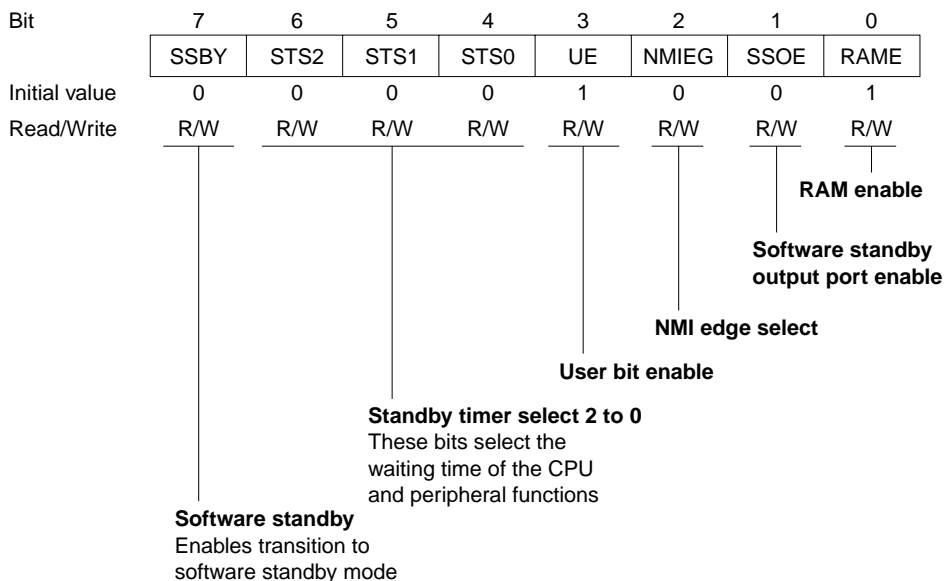 Bit 7 6 5 4 3 2 1 0
SSBY STS2 STS1 STS0 UE NMIEG SSOE RAME
Initial value 0 0 0 0 1 0 0 1
Read/Write R/W R/W R/W R/W R/W R/W R/W R/W
RAM enable
Software standby
output port enable
NMI edge select
User bit enable
Standby timer select 2 to 0
These bits select the
waiting time of the CPU
and peripheral functions
Software standby
Enables transition to
software standby mode